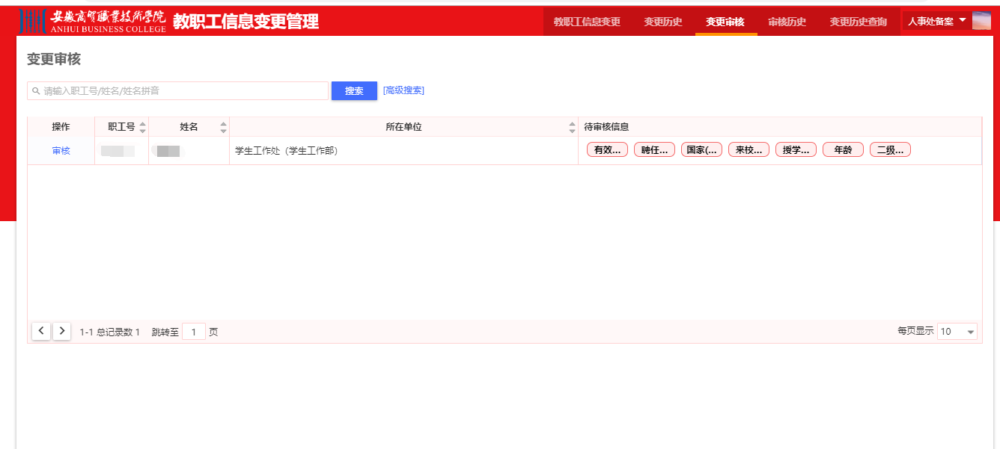 安徽商贸职业技术学院 ANHUI BUSINESS COLLEGE 教职工信息变更管理 教职工信息变更 变更历史 变更审核 审核历史 变更历史查询 人事处备案
变更审核
请输入职工号/姓名/姓名拼音 搜索 [高级搜索]
操作 职工号 姓名 所在单位 待审核信息
审核 学生工作处（学生工作部） 有效... 聘任... 国家(... 来校... 授学... 年龄 二级...
1-1 总记录数 1 跳转至 1 页 每页显示 10